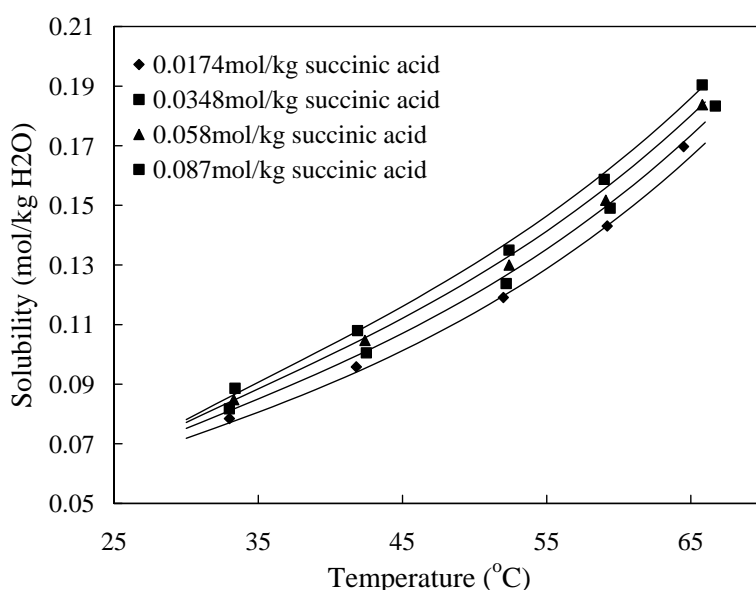 0.21
0.19
0.17
0.15
0.13
0.11
0.09
0.07
0.05
Solubility (mol/kg H2O)
0.0174mol/kg succinic acid
0.0348mol/kg succinic acid
0.058mol/kg succinic acid
0.087mol/kg succinic acid
25 35 45 55 65
Temperature (°C)